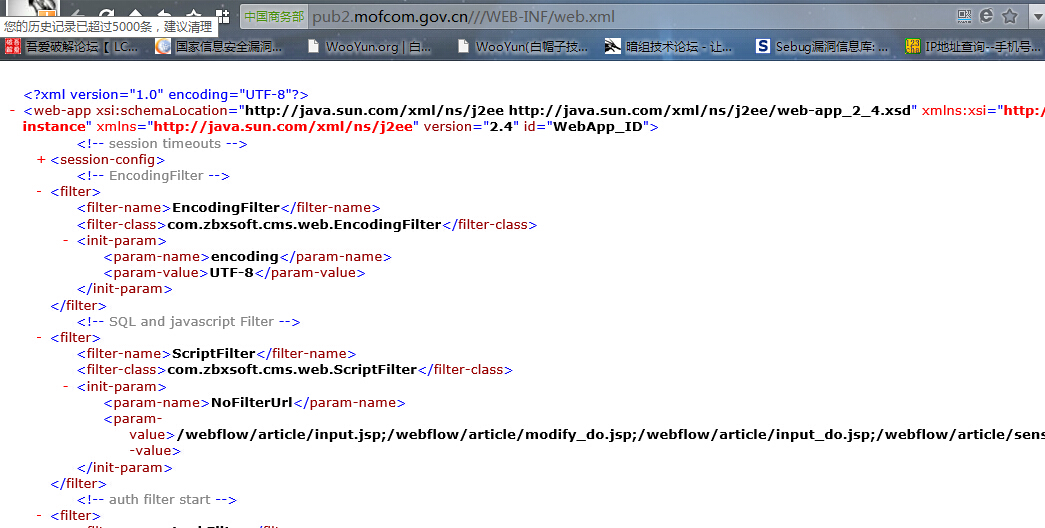 中国商务部 pub2.mofcom.gov.cn///WEB-INF/web.xml
您的历史记录已超过5000条，建议清理
吾爱破解论坛【 LC... 国家信息安全漏洞... WooYun.org | 白... WooYun(白帽子技... 暗组技术论坛 - 让... Sebug漏洞信息库: ... IP地址查询--手机号...
<?xml version="1.0" encoding="UTF-8"?>
- <web-app xsi:schemaLocation="http://java.sun.com/xml/ns/j2ee http://java.sun.com/xml/ns/j2ee/web-app_2_4.xsd" xmlns:xsi="http:/
instance" xmlns="http://java.sun.com/xml/ns/j2ee" version="2.4" id="WebApp_ID">
<!-- session timeouts -->
+ <session-config>
<!-- EncodingFilter -->
- <filter>
<filter-name>EncodingFilter</filter-name>
<filter-class>com.zbxsoft.cms.web.EncodingFilter</filter-class>
- <init-param>
<param-name>encoding</param-name>
<param-value>UTF-8</param-value>
</init-param>
</filter>
<!-- SQL and javascript Filter -->
- <filter>
<filter-name>ScriptFilter</filter-name>
<filter-class>com.zbxsoft.cms.web.ScriptFilter</filter-class>
- <init-param>
<param-name>NoFilterUrl</param-name>
<param-
value>/webflow/article/input.jsp;/webflow/article/modify_do.jsp;/webflow/article/input_do.jsp;/webflow/article/sens
-value>
</init-param>
</filter>
<!-- auth filter start -->
- <filter>